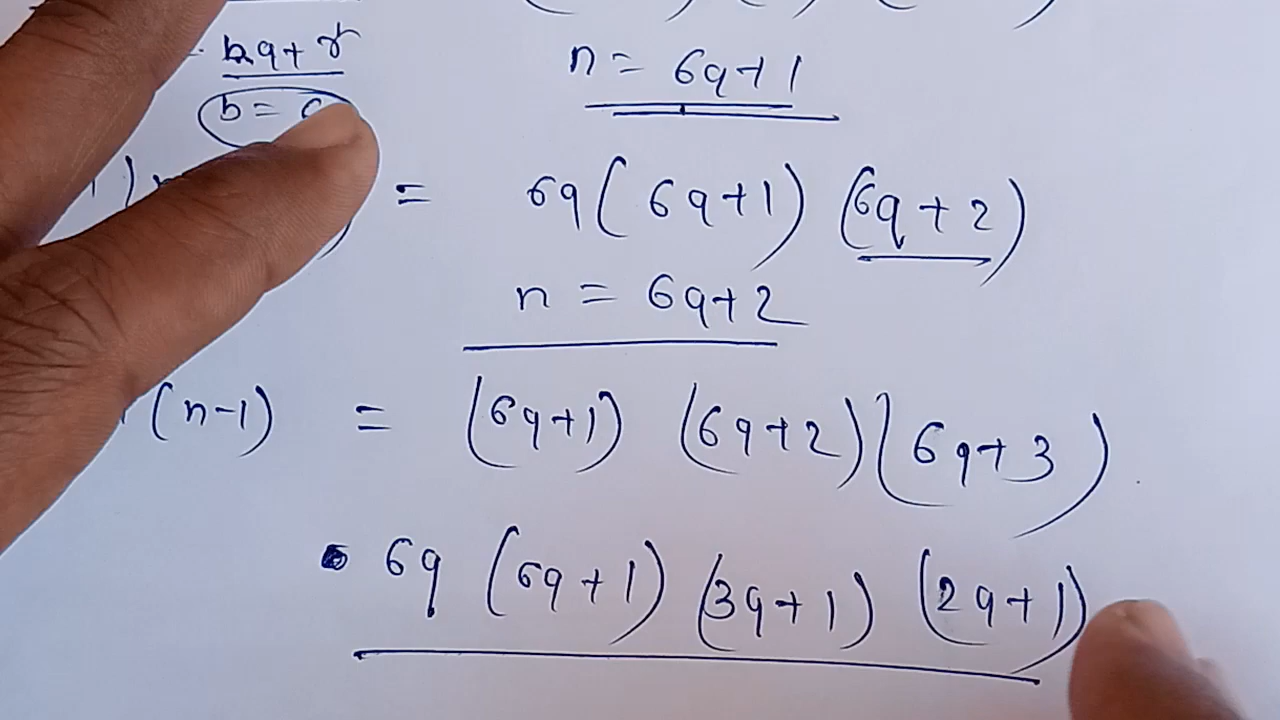 bq + r
n = 6q+1
b =
= 6q (6q+1) (6q+2)
n = 6q+2
(n-1) = (6q+1) (6q+2) (6q+3)
6q (6q+1) (3q+1) (2q+1)